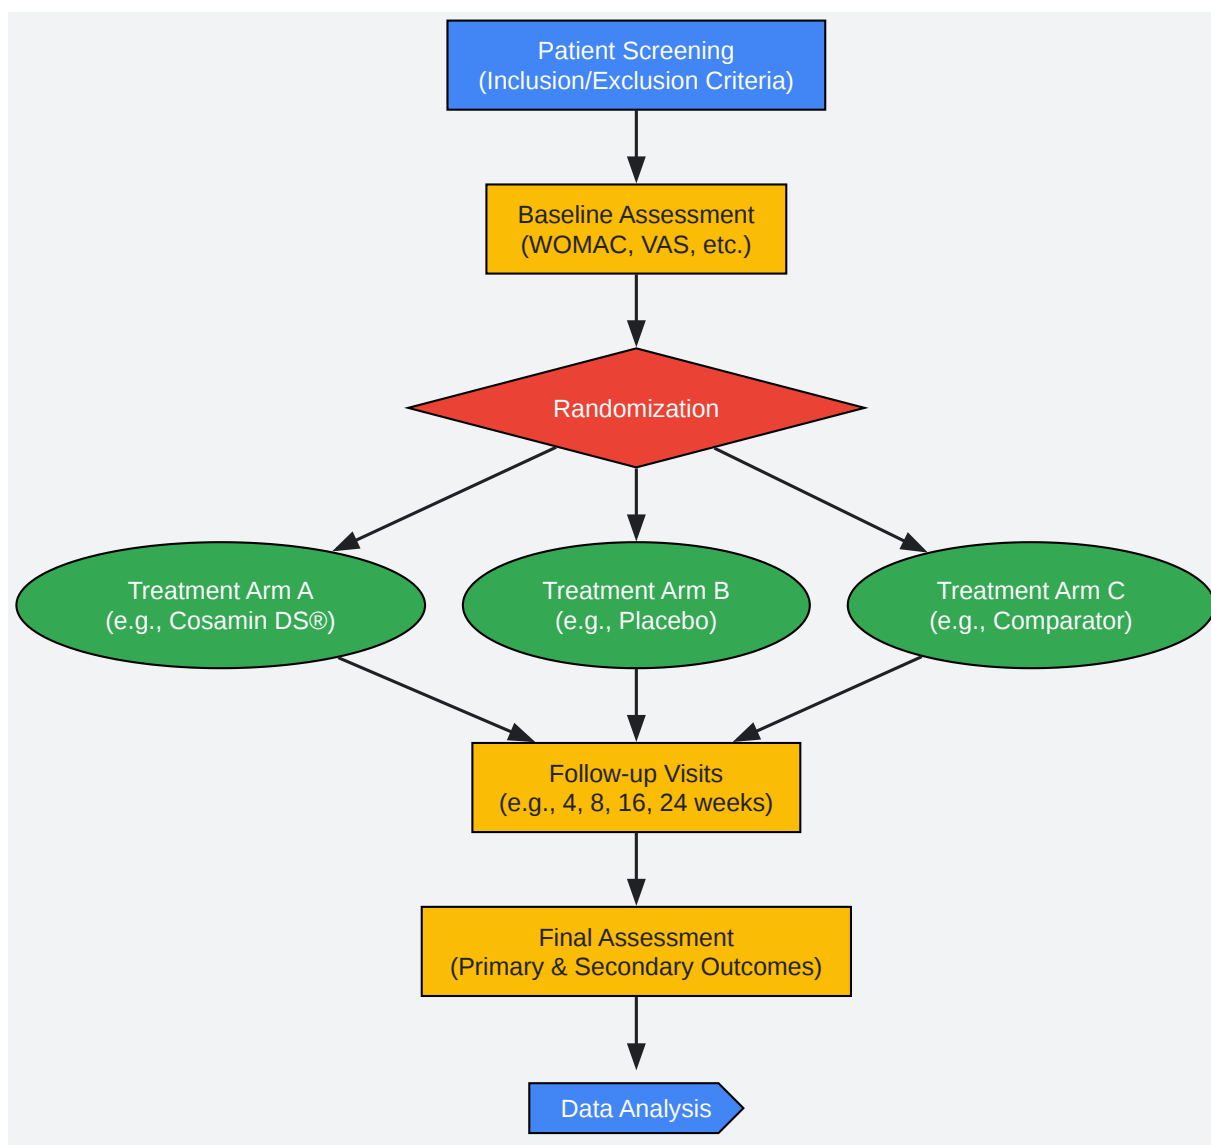 Patient Screening
(Inclusion/Exclusion Criteria)
Baseline Assessment
(WOMAC, VAS, etc.)
Randomization
Treatment Arm A
(e.g., Cosamin DS®)
Treatment Arm B
(e.g., Placebo)
Treatment Arm C
(e.g., Comparator)
Follow-up Visits
(e.g., 4, 8, 16, 24 weeks)
Final Assessment
(Primary & Secondary Outcomes)
Data Analysis